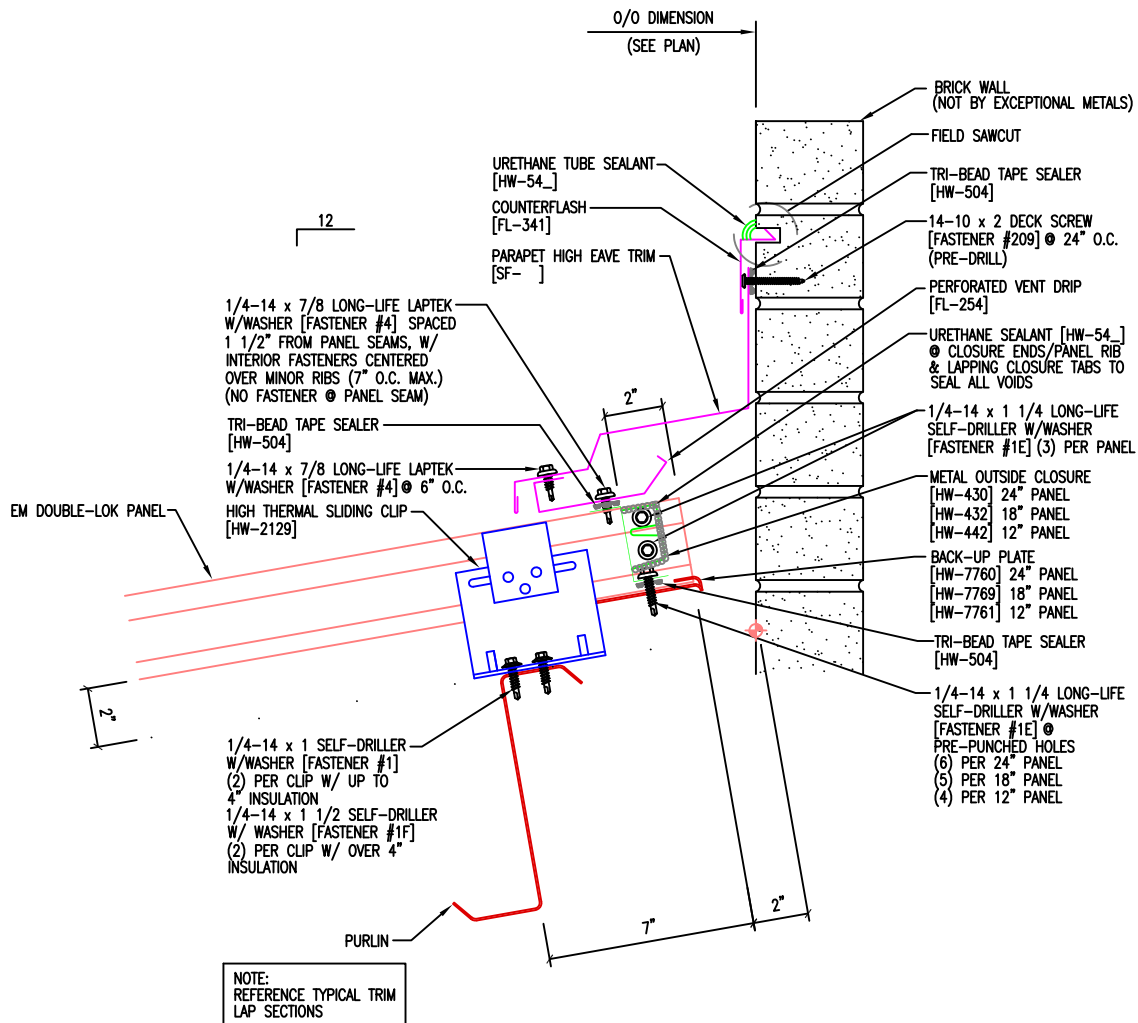 O/O DIMENSION
(SEE PLAN)
BRICK WALL
(NOT BY EXCEPTIONAL METALS)
FIELD SAWCUT
TRI-BEAD TAPE SEALER
[HW-504]
14-10 x 2 DECK SCREW
[FASTENER #209] @ 24" O.C.
(PRE-DRILL)
PERFORATED VENT DRIP
[FL-254]
URETHANE SEALANT [HW-54_]
@ CLOSURE ENDS/PANEL RIB
& LAPPING CLOSURE TABS TO
SEAL ALL VOIDS
1/4-14 x 1 1/4 LONG-LIFE
SELF-DRILLER W/WASHER
[FASTENER #1E] (3) PER PANEL
METAL OUTSIDE CLOSURE
[HW-430] 24" PANEL
[HW-432] 18" PANEL
[HW-442] 12" PANEL
BACK-UP PLATE
[HW-7760] 24" PANEL
[HW-7769] 18" PANEL
[HW-7761] 12" PANEL
TRI-BEAD TAPE SEALER
[HW-504]
1/4-14 x 1 1/4 LONG-LIFE
SELF-DRILLER W/WASHER
[FASTENER #1E] @
PRE-PUNCHED HOLES
(6) PER 24" PANEL
(5) PER 18" PANEL
(4) PER 12" PANEL
URETHANE TUBE SEALANT
[HW-54_]
COUNTERFLASH
[FL-341]
PARAPET HIGH EAVE TRIM
[SF- ]
12
1/4-14 x 7/8 LONG-LIFE LAPTEK
W/WASHER [FASTENER #4] SPACED
1 1/2" FROM PANEL SEAMS, W/
INTERIOR FASTENERS CENTERED
OVER MINOR RIBS (7" O.C. MAX.)
(NO FASTENER @ PANEL SEAM)
TRI-BEAD TAPE SEALER
[HW-504]
1/4-14 x 7/8 LONG-LIFE LAPTEK
W/WASHER [FASTENER #4] @ 6" O.C.
EM DOUBLE-LOK PANEL
HIGH THERMAL SLIDING CLIP
[HW-2129]
2"
2"
1/4-14 x 1 SELF-DRILLER
W/WASHER [FASTENER #1]
(2) PER CLIP W/ UP TO
4" INSULATION
1/4-14 x 1 1/2 SELF-DRILLER
W/ WASHER [FASTENER #1F]
(2) PER CLIP W/ OVER 4"
INSULATION
7"
2"
PURLIN
NOTE:
REFERENCE TYPICAL TRIM
LAP SECTIONS